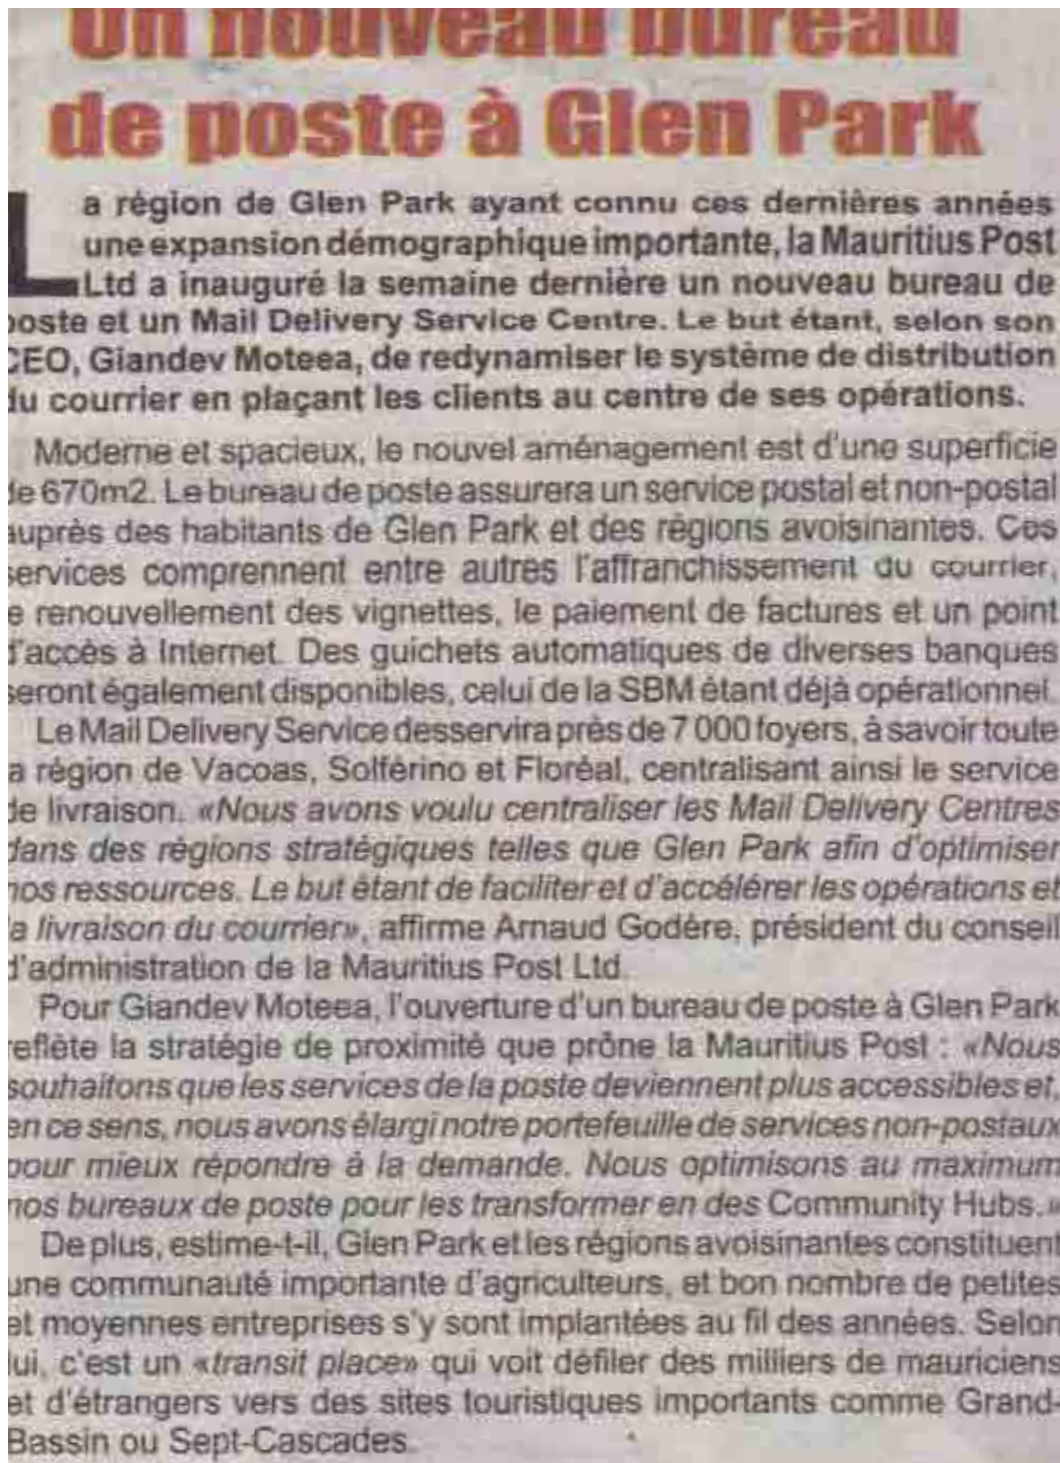 Un nouveau bureau
de poste à Glen Park
La région de Glen Park ayant connu ces dernières années
une expansion démographique importante, la Mauritius Post
Ltd a inauguré la semaine dernière un nouveau bureau de
poste et un Mail Delivery Service Centre. Le but étant, selon son
CEO, Giandev Moteea, de redynamiser le système de distribution
du courrier en plaçant les clients au centre de ses opérations.
Moderne et spacieux, le nouvel aménagement est d'une superficie
de 670m2. Le bureau de poste assurera un service postal et non-postal
auprès des habitants de Glen Park et des régions avoisinantes. Ces
services comprennent entre autres l'affranchissement du courrier,
le renouvellement des vignettes, le paiement de factures et un point
d'accès à Internet. Des guichets automatiques de diverses banques
seront également disponibles, celui de la SBM étant déjà opérationnel.
Le Mail Delivery Service desservira près de 7 000 foyers, à savoir toute
la région de Vacoas, Solférino et Floréal, centralisant ainsi le service
de livraison. «Nous avons voulu centraliser les Mail Delivery Centres
dans des régions stratégiques telles que Glen Park afin d'optimiser
nos ressources. Le but étant de faciliter et d'accélérer les opérations et
la livraison du courrier», affirme Arnaud Godère, président du conseil
d'administration de la Mauritius Post Ltd.
Pour Giandev Moteea, l'ouverture d'un bureau de poste à Glen Park
reflète la stratégie de proximité que prône la Mauritius Post : «Nous
souhaitons que les services de la poste deviennent plus accessibles et,
en ce sens, nous avons élargi notre portefeuille de services non-postaux
pour mieux répondre à la demande. Nous optimisons au maximum
nos bureaux de poste pour les transformer en des Community Hubs.»
De plus, estime-t-il, Glen Park et les régions avoisinantes constituent
une communauté importante d'agriculteurs, et bon nombre de petites
et moyennes entreprises s'y sont implantées au fil des années. Selon
lui, c'est un «transit place» qui voit défiler des milliers de mauriciens
et d'étrangers vers des sites touristiques importants comme Grand-
Bassin ou Sept-Cascades.